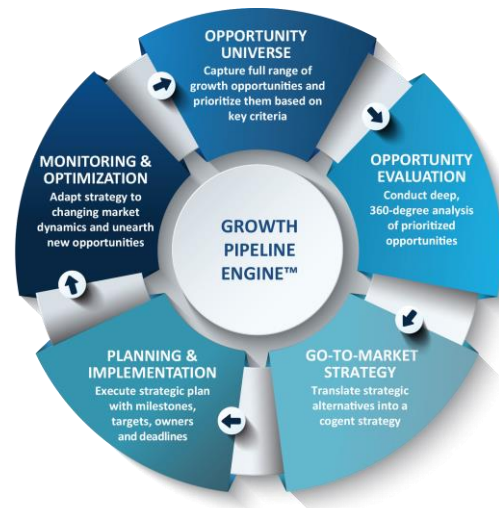 OPPORTUNITY
UNIVERSE
Capture full range of
growth opportunities and
prioritize them based on
key criteria
OPPORTUNITY
EVALUATION
Conduct deep,
360-degree analysis
of prioritized
opportunities
GO-TO-MARKET
STRATEGY
Translate strategic
alternatives into a
cogent strategy
PLANNING &
IMPLEMENTATION
Execute strategic plan
with milestones,
targets, owners
and deadlines
MONITORING &
OPTIMIZATION
Adapt strategy to
changing market
dynamics and unearth
new opportunities
GROWTH
PIPELINE
ENGINE™